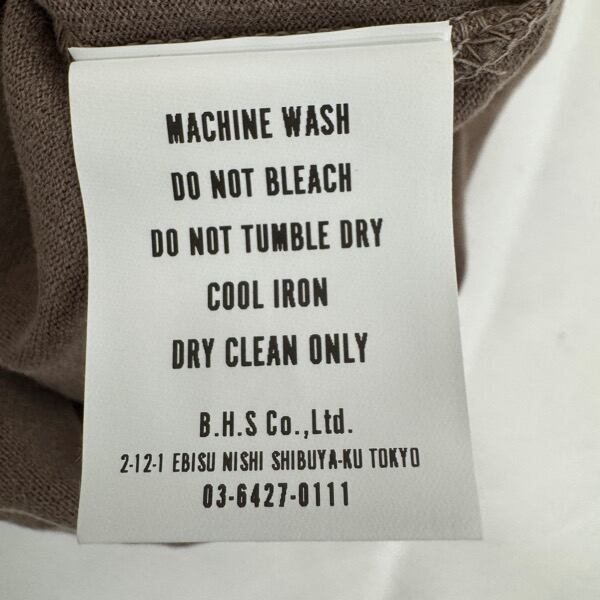 MACHINE WASH
DO NOT BLEACH
DO NOT TUMBLE DRY
COOL IRON
DRY CLEAN ONLY
B.H.S Co.,Ltd.
2-12-1 EBISU NISHI SHIBUYA-KU TOKYO
03-6427-0111